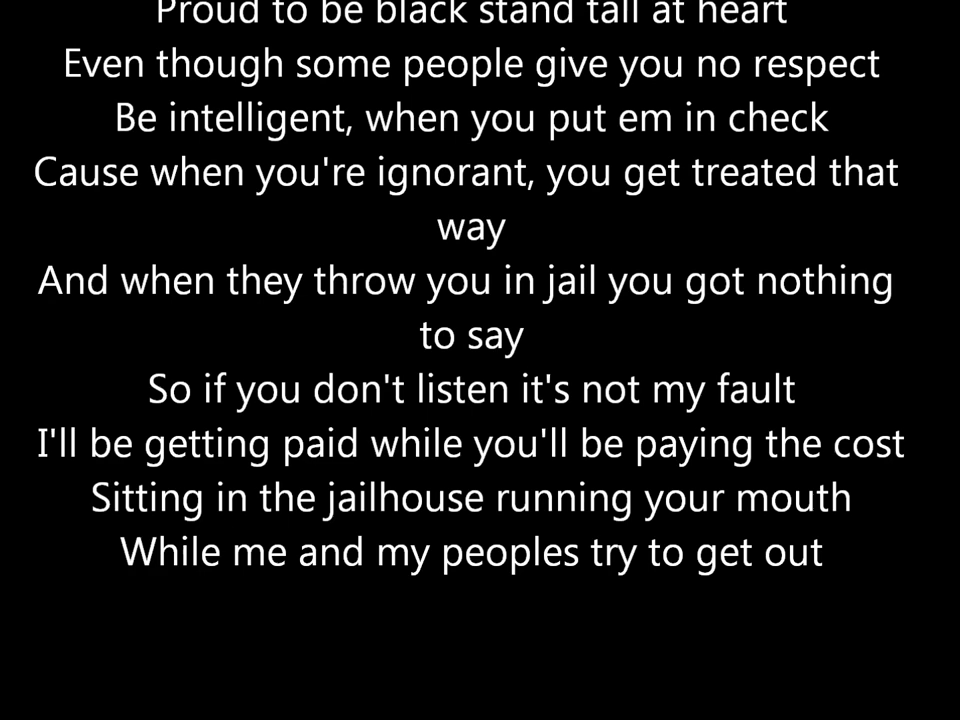 Proud to be black stand tall at heart
Even though some people give you no respect
Be intelligent, when you put em in check
Cause when you're ignorant, you get treated that
way
And when they throw you in jail you got nothing
to say
So if you don't listen it's not my fault
I'll be getting paid while you'll be paying the cost
Sitting in the jailhouse running your mouth
While me and my peoples try to get out